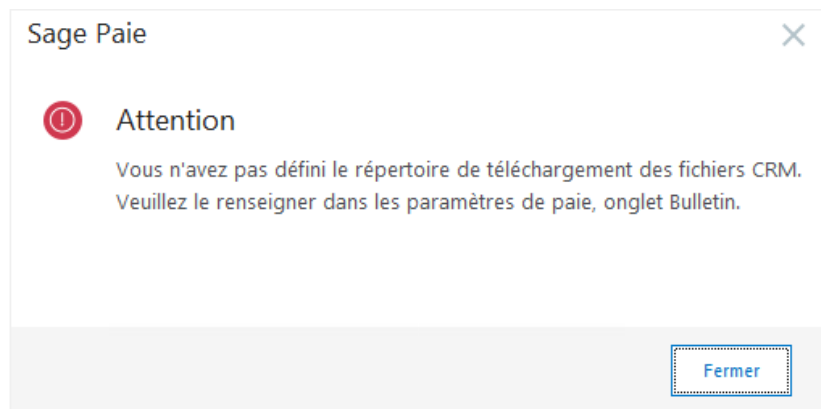 Sage Paie
Attention
Vous n'avez pas défini le répertoire de téléchargement des fichiers CRM.
Veuillez le renseigner dans les paramètres de paie, onglet Bulletin.
Fermer